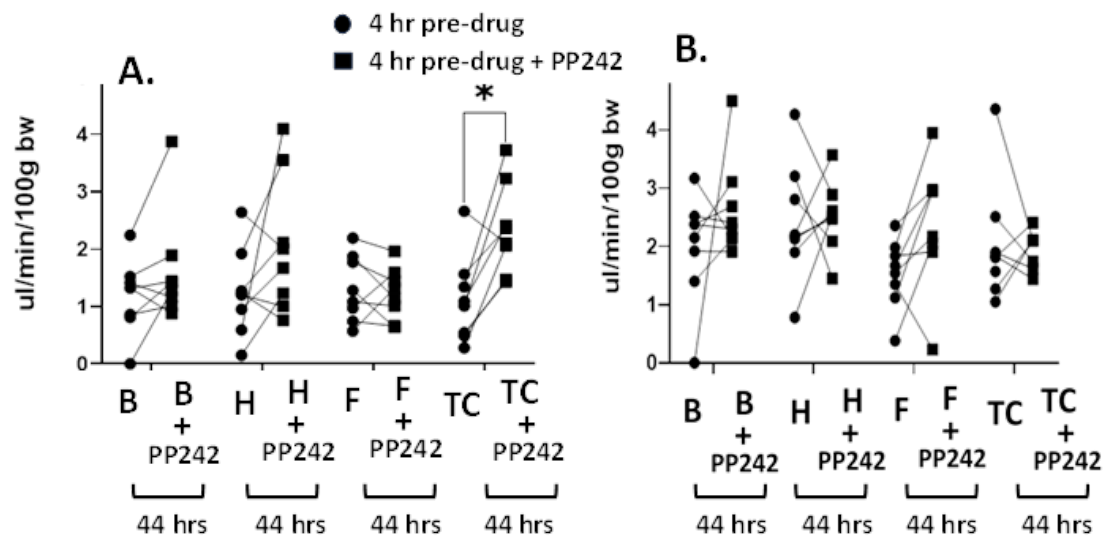 4 hr pre-drug
4 hr pre-drug + PP242
A.
*
ul/min/100g bw
4
3
2
1
0
B
B
+
PP242
H
H
+
PP242
F
F
+
PP242
TC
TC
+
PP242
44 hrs
44 hrs
44 hrs
44 hrs
B.
ul/min/100g bw
4
3
2
1
0
B
B
+
PP242
H
H
+
PP242
F
F
+
PP242
TC
TC
+
PP242
44 hrs
44 hrs
44 hrs
44 hrs